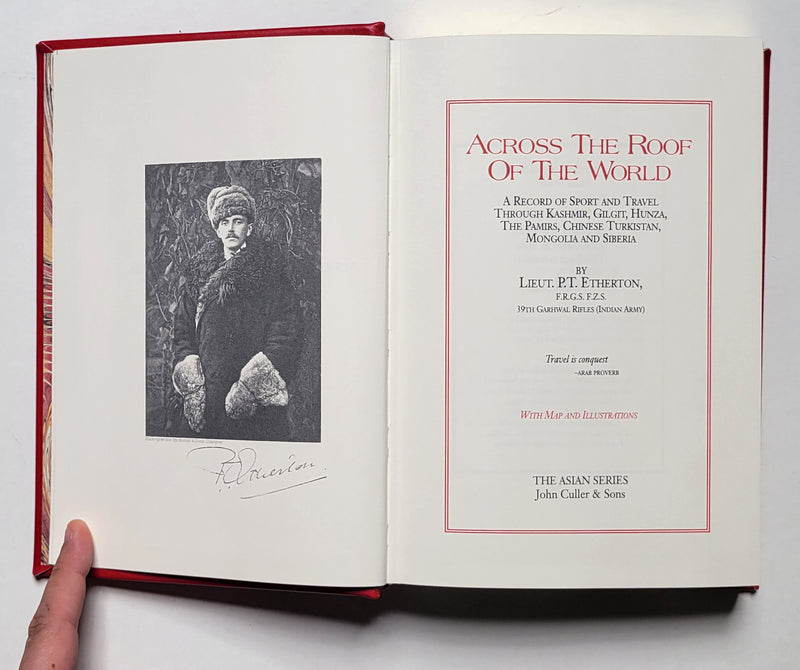 P.T. Etherton.
ACROSS THE ROOF
OF THE WORLD
A RECORD OF SPORT AND TRAVEL
THROUGH KASHMIR, GILGIT, HUNZA,
THE PAMIRS, CHINESE TURKISTAN,
MONGOLIA AND SIBERIA
BY
LIEUT. P.T. ETHERTON,
F.R.G.S. F.Z.S.
39TH GARHWAL RIFLES (INDIAN ARMY)
Travel is conquest
–ARAB PROVERB
WITH MAP AND ILLUSTRATIONS
THE ASIAN SERIES
John Culler & Sons